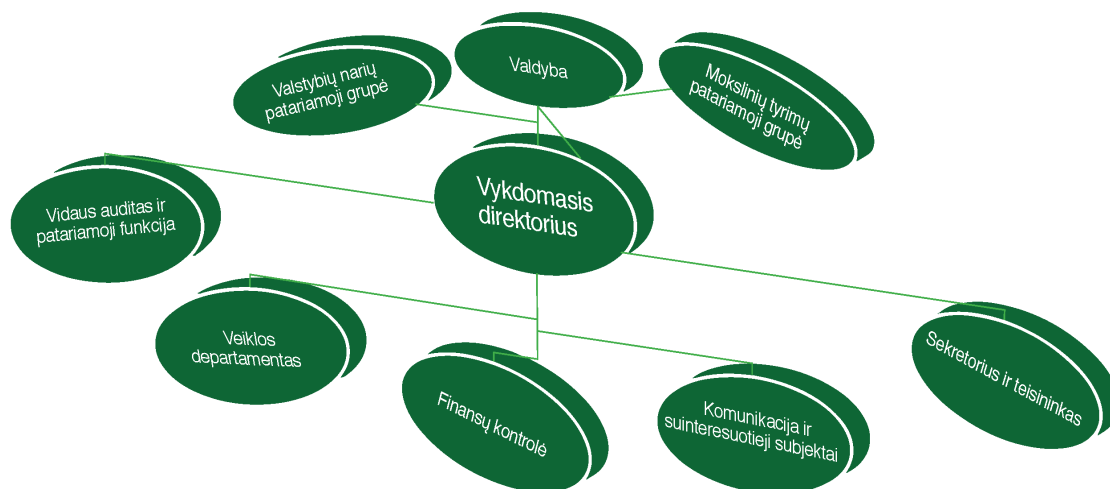 Valstybių narių
patariamoji grupė
Valdyba
Mokslinių tyrimų
patariamoji grupė
Vykdomasis
direktorius
Vidaus auditas ir
patariamoji funkcija
Veiklos
departamentas
Finansų kontrolė
Komunikacija ir
suinteresuotieji subjektai
Sekretorius ir teisininkas